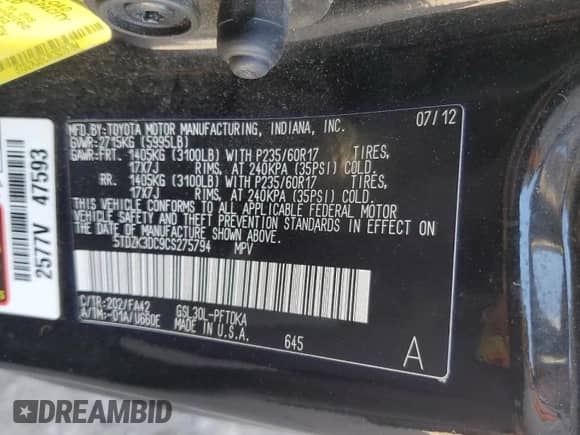 MFD. BY: TOYOTA MOTOR MANUFACTURING, INDIANA, INC. 07/12
GVWR: 2715KG (5995LB)
GAWR: FRT. 1405KG (3100LB) WITH P235/60R17 TIRES,
17X7J RIMS, AT 240KPA (35PSI) COLD.
RR. 1405KG (3100LB) WITH P235/60R17 TIRES,
17X7J RIMS, AT 240KPA (35PSI) COLD.
THIS VEHICLE CONFORMS TO ALL APPLICABLE FEDERAL MOTOR
VEHICLE SAFETY AND THEFT PREVENTION STANDARDS IN EFFECT ON
THE DATE OF MANUFACTURE SHOWN ABOVE.
5TDZK3DC9CS275794 MPV
C/TR:202/FA42 GSL30L-PFTDKA
A/TM:-01A/U660E MADE IN U.S.A.
645
A
2577V 47593
DREAMBID